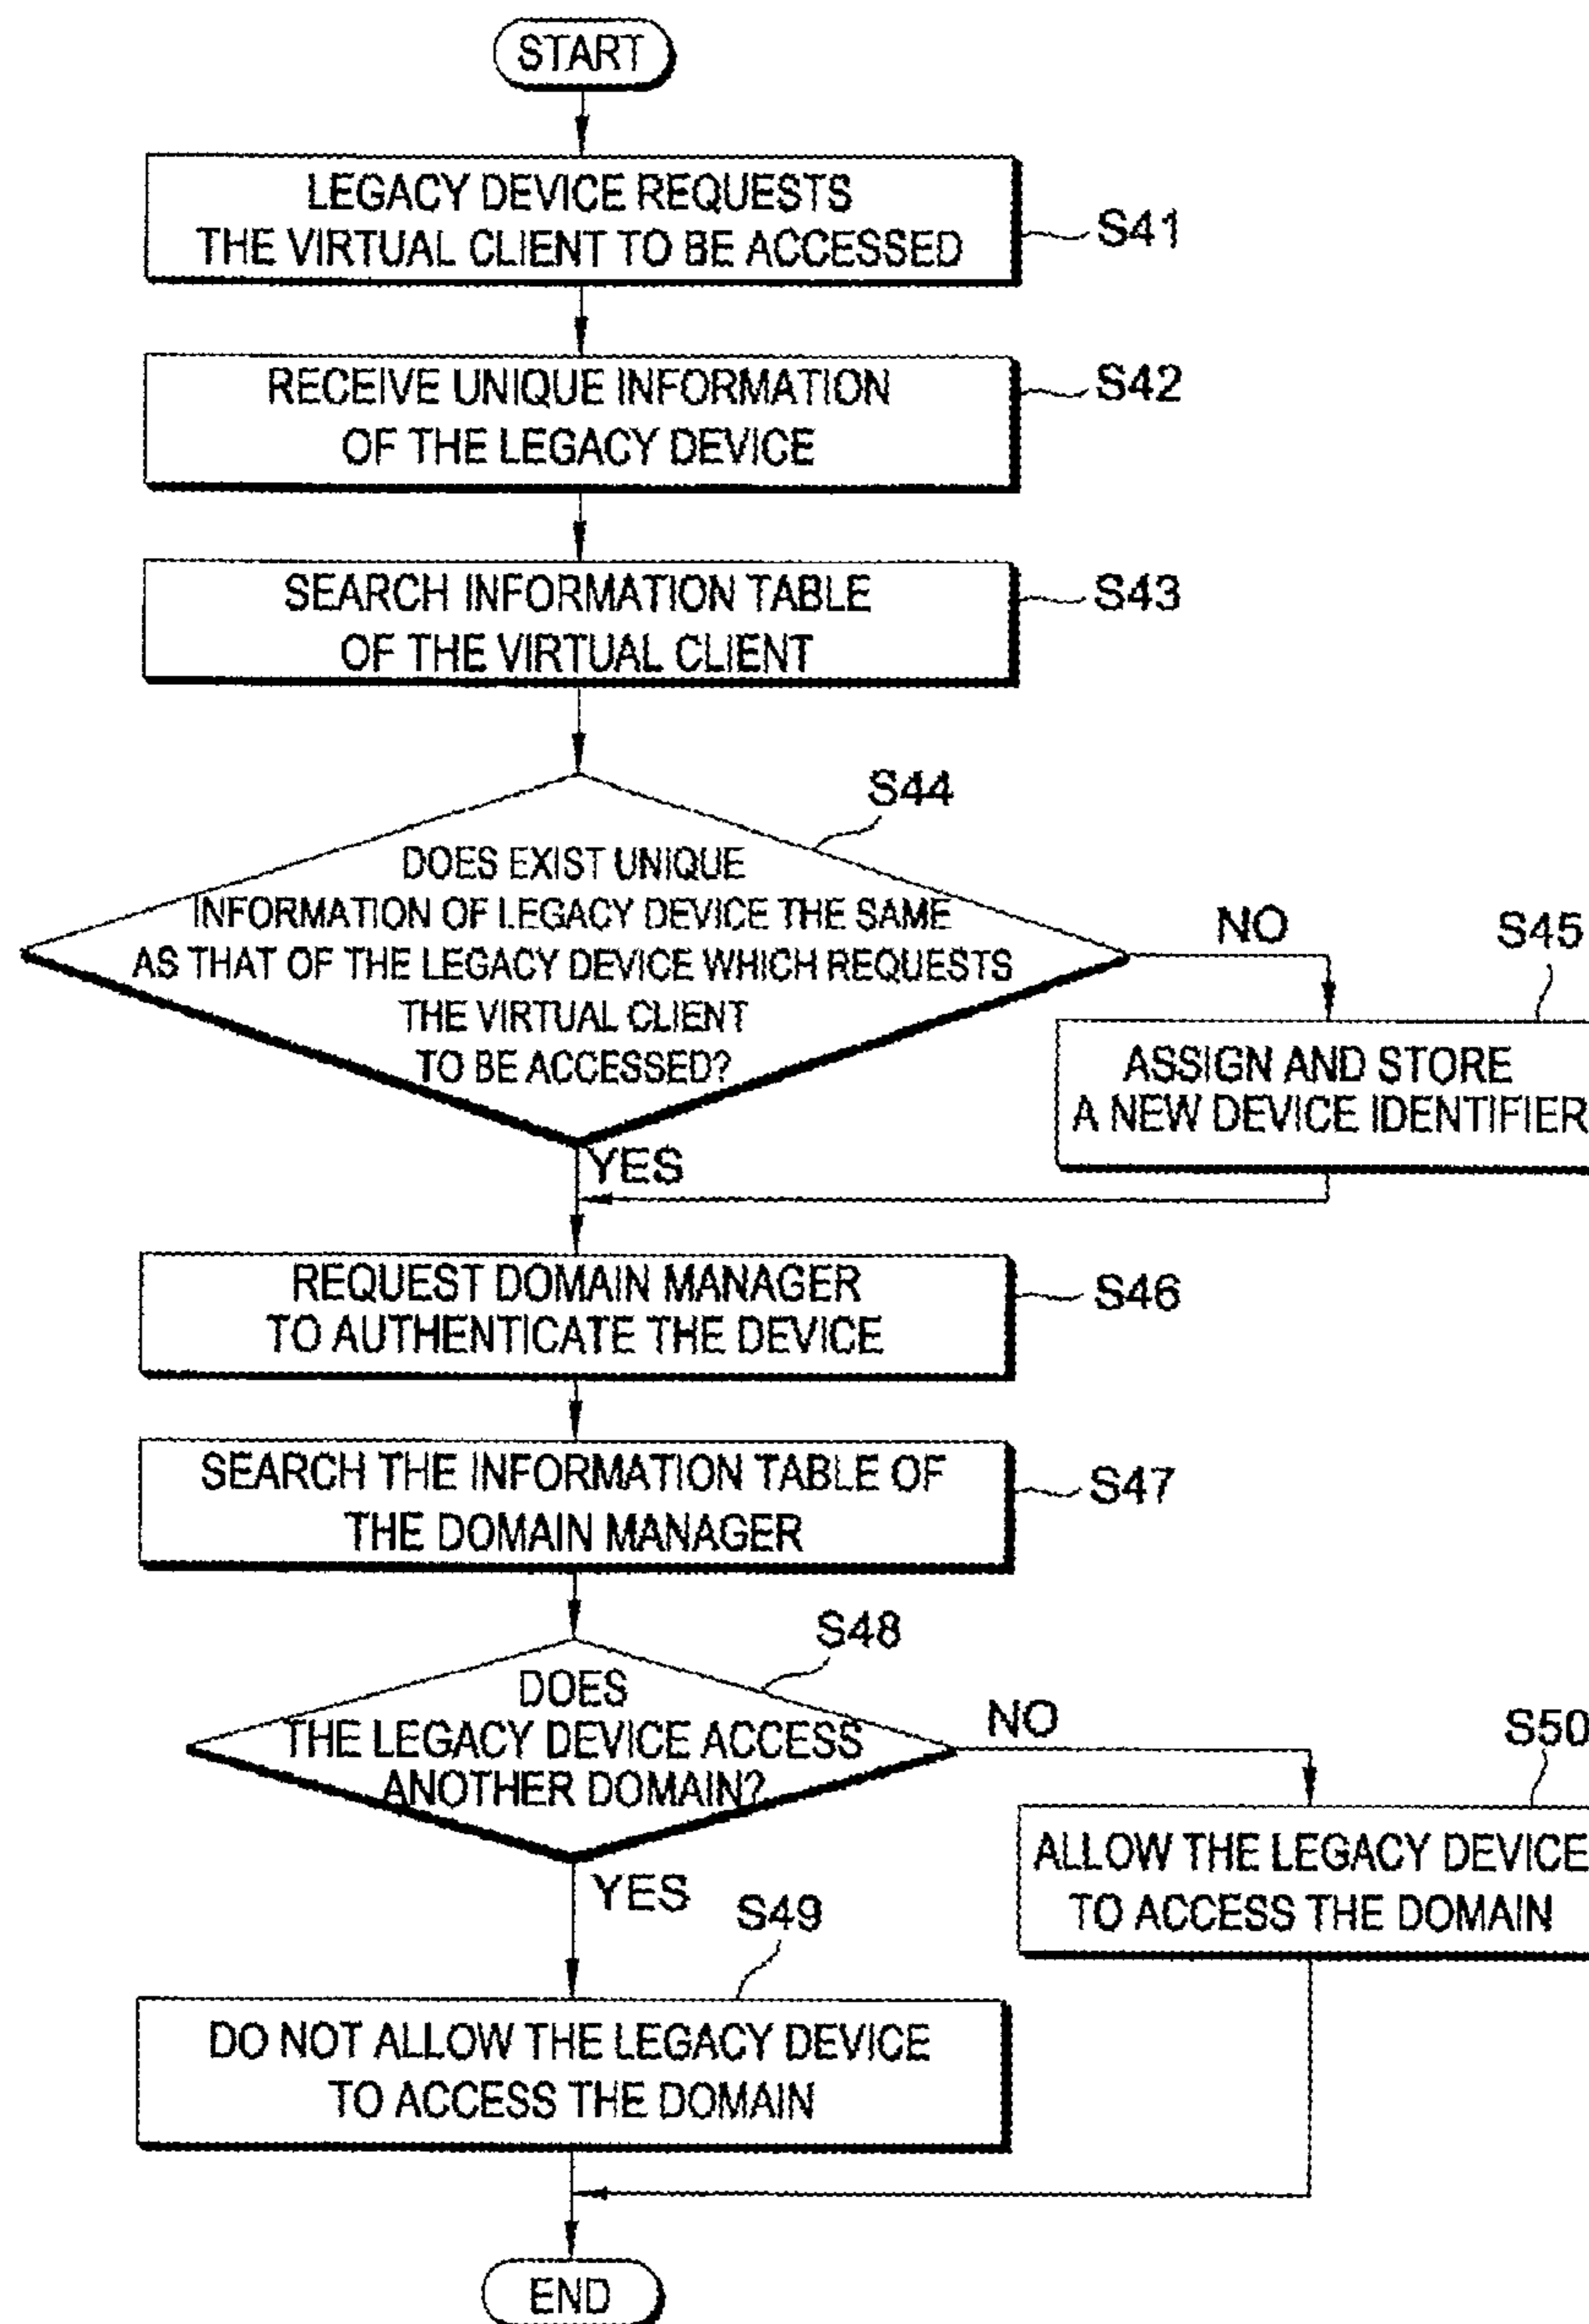 START
LEGACY DEVICE REQUESTS
THE VIRTUAL CLIENT TO BE ACCESSED
S41
RECEIVE UNIQUE INFORMATION
OF THE LEGACY DEVICE
S42
SEARCH INFORMATION TABLE
OF THE VIRTUAL CLIENT
S43
S44
DOES EXIST UNIQUE
INFORMATION OF LEGACY DEVICE THE SAME
AS THAT OF THE LEGACY DEVICE WHICH REQUESTS
THE VIRTUAL CLIENT
TO BE ACCESSED?
NO
S45
ASSIGN AND STORE
A NEW DEVICE IDENTIFIER
YES
REQUEST DOMAIN MANAGER
TO AUTHENTICATE THE DEVICE
S46
SEARCH THE INFORMATION TABLE OF
THE DOMAIN MANAGER
S47
S48
DOES
THE LEGACY DEVICE ACCESS
ANOTHER DOMAIN?
NO
S50
ALLOW THE LEGACY DEVICE
TO ACCESS THE DOMAIN
YES
S49
DO NOT ALLOW THE LEGACY DEVICE
TO ACCESS THE DOMAIN
END